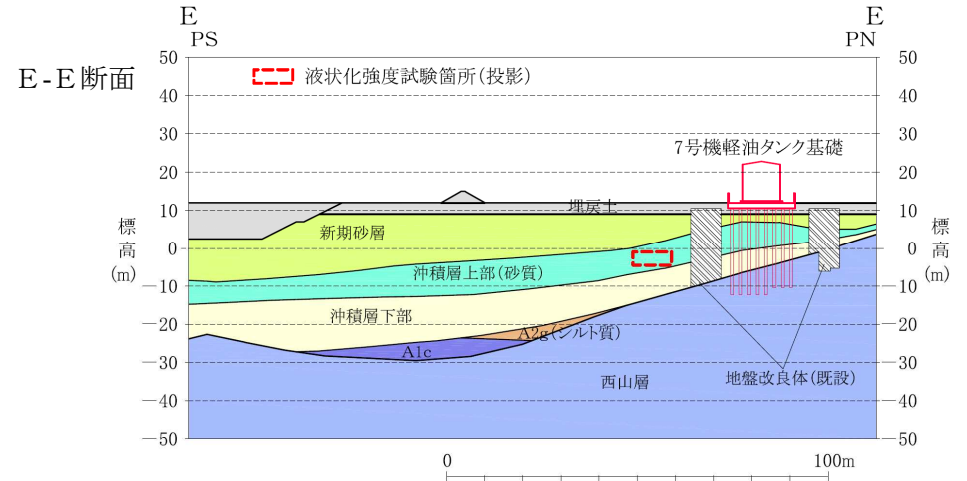 E
E
PS
PN
E-E断面
液状化強度試験箇所(投影)
50
40
30
20
10
0
−10
−20
−30
−40
−50
標高(m)
7号機軽油タンク基礎
埋戻土
新期砂層
沖積層上部(砂質)
沖積層下部
A2g(シルト質)
A1c
西山層
地盤改良体(既設)
50
40
30
20
10
0
−10
−20
−30
−40
−50
標高(m)
0
100m